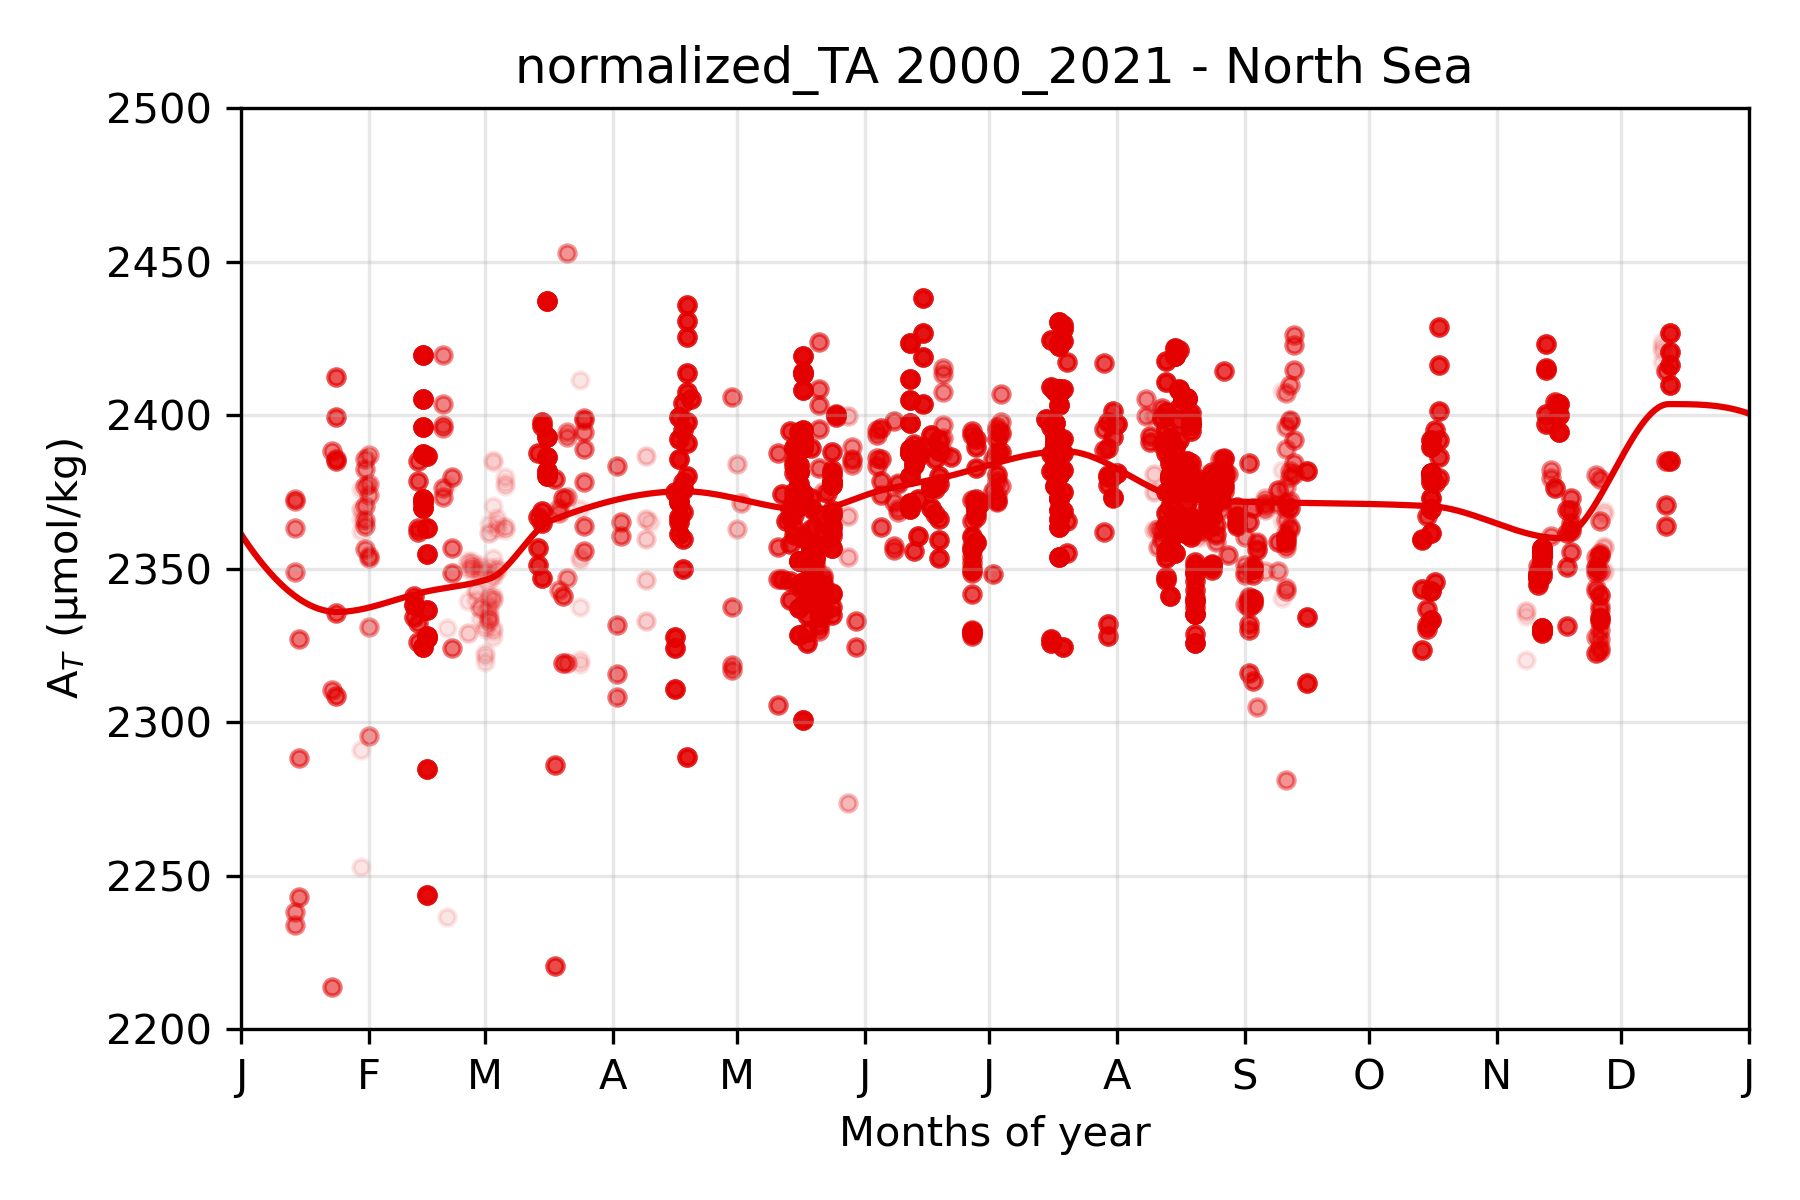 normalized_TA 2000_2021 - North Sea
2500
2450
2400
2350
2300
2250
2200
A_T (μmol/kg)
J F M A M J J A S O N D J
Months of year